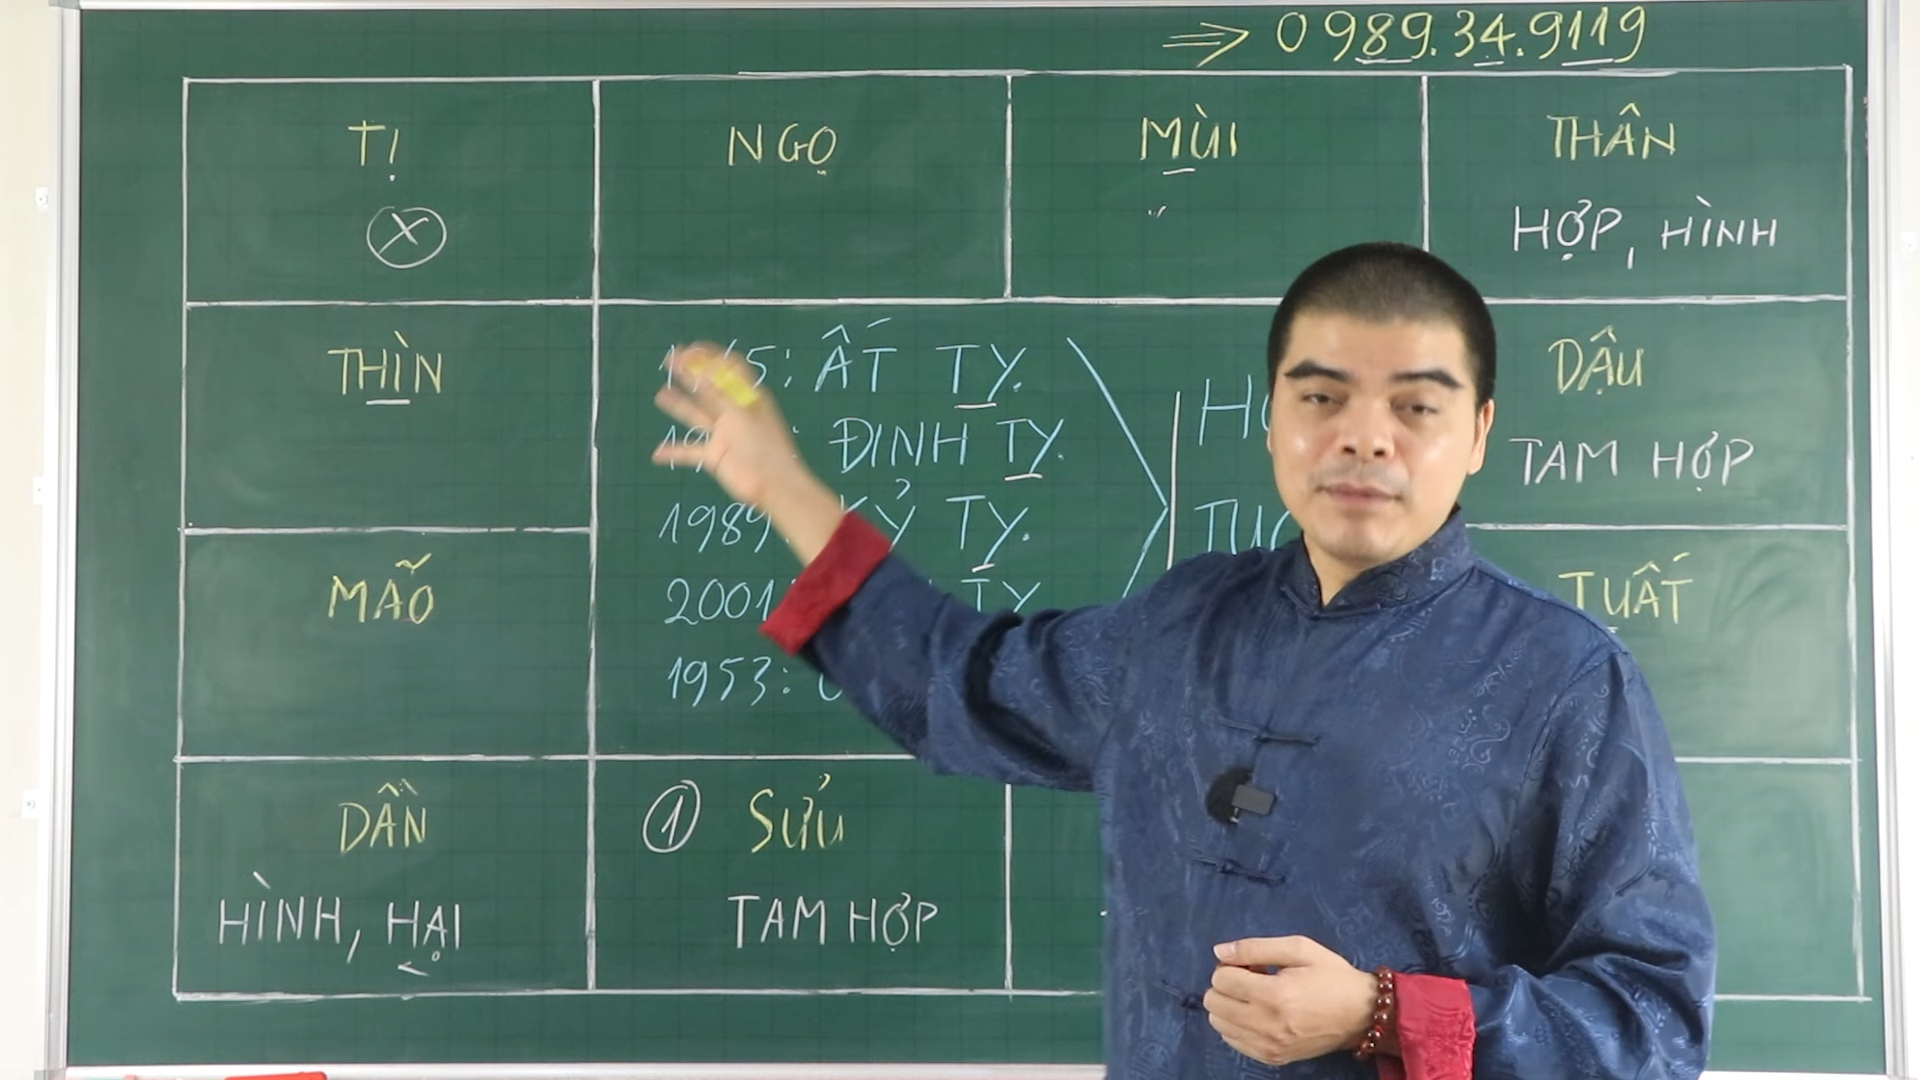 ⇒ 0989.34.9119
TỊ
X
NGỌ
MÙI
THÂN
HỢP, HÌNH
THÌN
ẤT TỴ.
ĐINH TỴ.
1989: KỶ TỴ.
2001 TỴ
1953:
DẬU
TAM HỢP
MÃO
TUẤT
DẦN
HÌNH, HẠI
1 SỬU
TAM HỢP